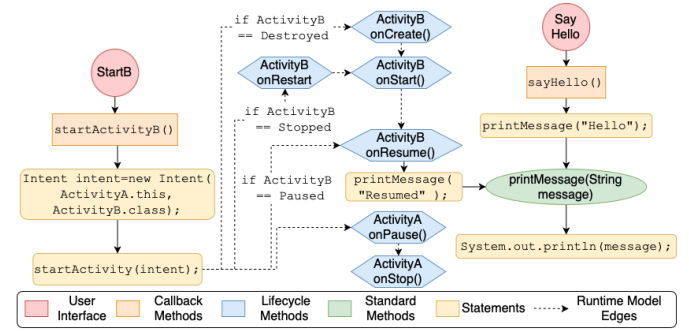 StartB
startActivityB()
Intent intent=new Intent(
ActivityA.this,
ActivityB.class);
startActivity(intent);
if ActivityB
== Destroyed
if ActivityB
== Stopped
if ActivityB
== Paused
ActivityB
onCreate()
ActivityB
onRestart
ActivityB
onStart()
ActivityB
onResume()
printMessage(
"Resumed" );
ActivityA
onPause()
ActivityA
onStop()
Say
Hello
sayHello()
printMessage("Hello");
printMessage(String
message)
System.out.println(message);
User
Interface
Callback
Methods
Lifecycle
Methods
Standard
Methods
Statements
Runtime Model
Edges